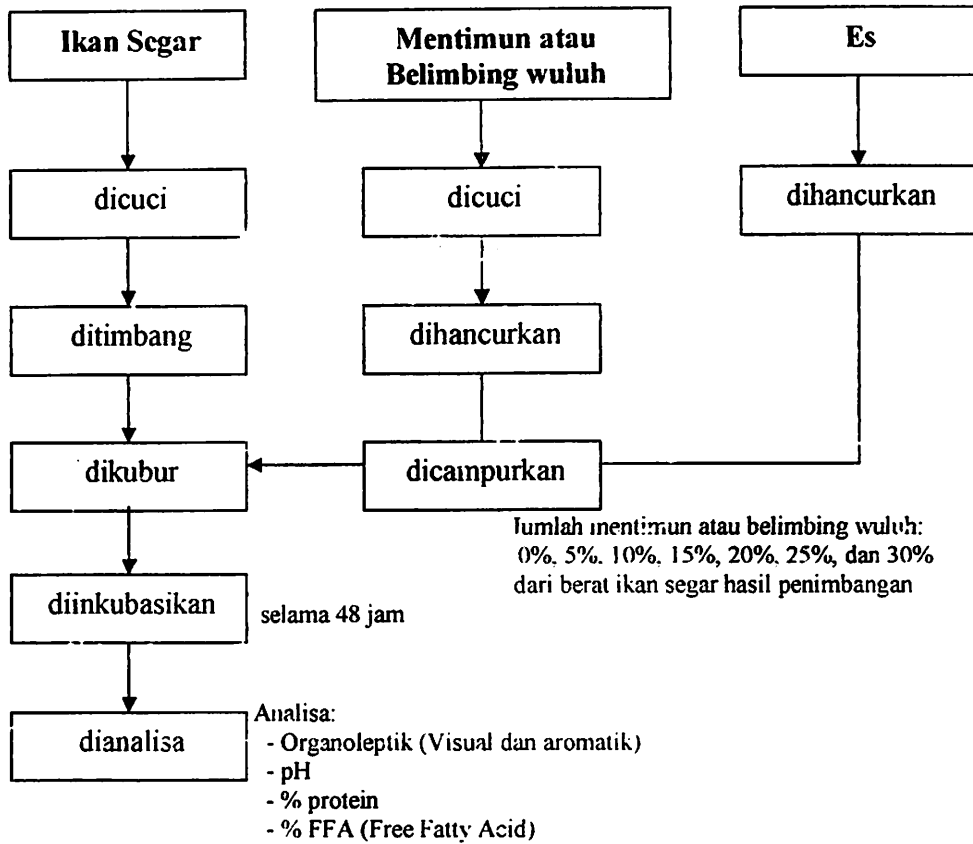 Ikan Segar
Mentimun atau
Belimbing wuluh
Es
dicuci
dicuci
dihancurkan
ditimbang
dihancurkan
dikubur
dicampurkan
Jumlah mentimun atau belimbing wuluh:
0%, 5%, 10%, 15%, 20%, 25%, dan 30%
dari berat ikan segar hasil penimbangan
diinkubasikan
selama 48 jam
dianalisa
Analisa:
- Organoleptik (Visual dan aromatik)
- pH
- % protein
- % FFA (Free Fatty Acid)